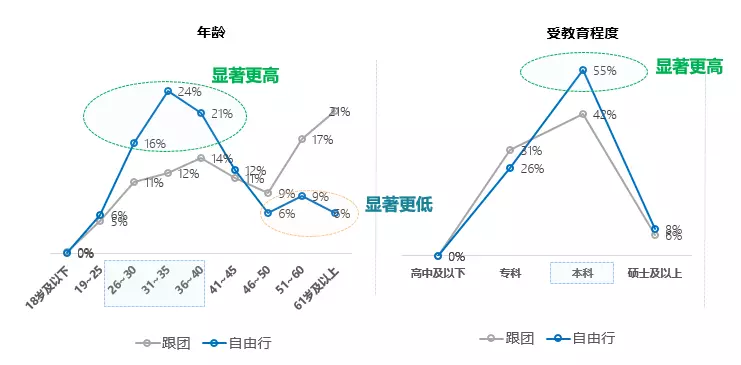 年龄
受教育程度
显著更高
显著更高
24%
21%
16%
14%
12%
11%
12%
11%
6%
5%
0%
9%
6%
17%
9%
21%
显著更低
55%
42%
31%
26%
0%
8%
6%
18岁及以下
19~25
26~30
31~35
36~40
41~45
46~50
51~60
61岁及以上
高中及以下
专科
本科
硕士及以上
跟团
自由行
跟团
自由行